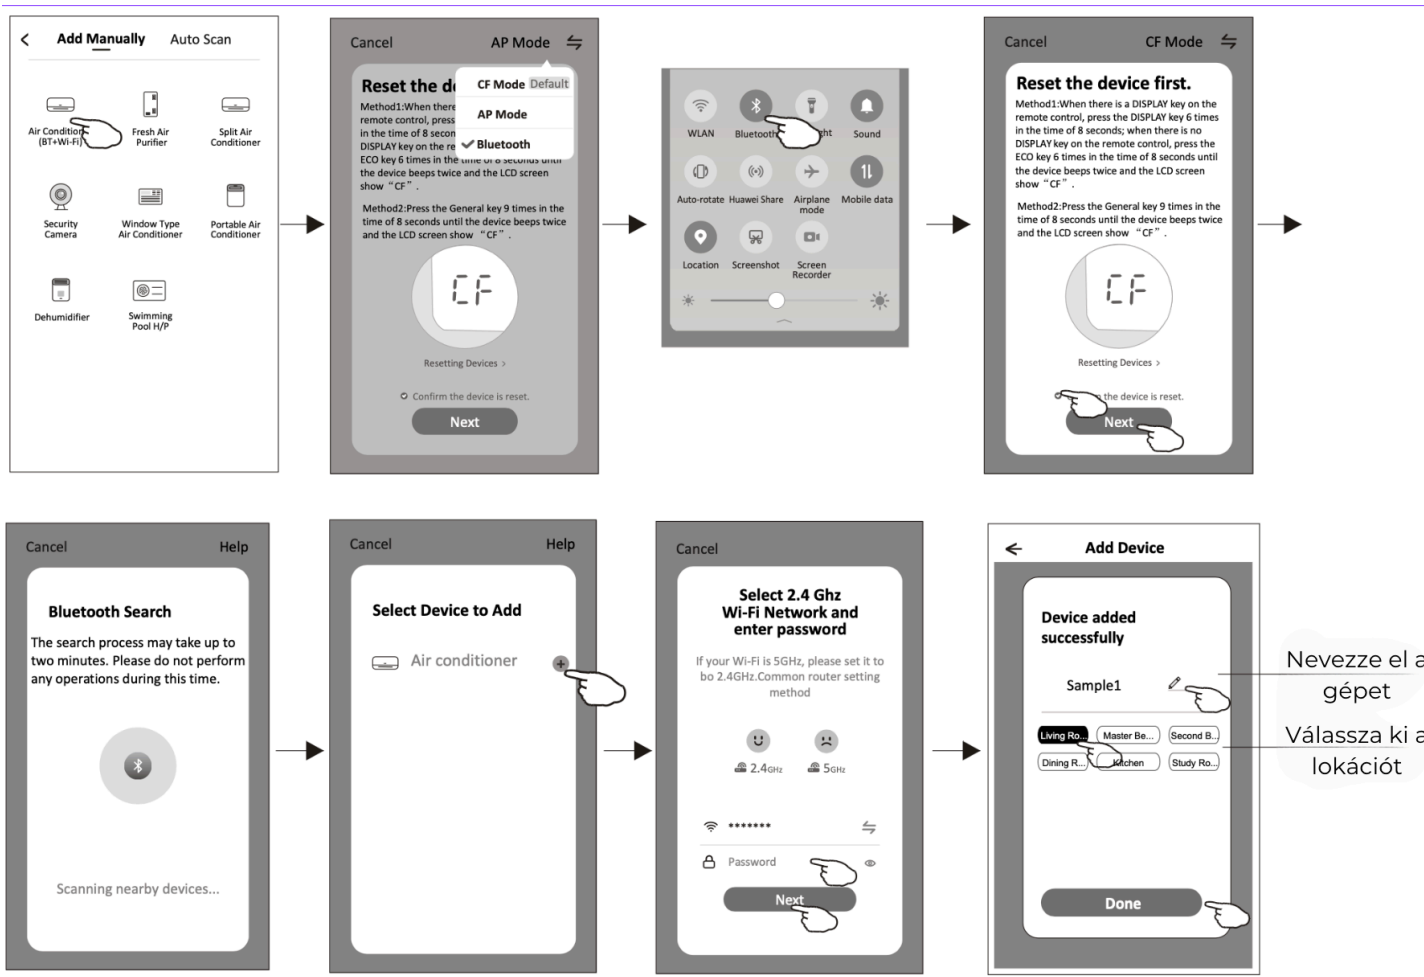 Add Manually
Auto Scan
Air Condition
(BT+Wi-Fi)
Fresh Air
Purifier
Split Air
Conditioner
Security
Camera
Window Type
Air Conditioner
Portable Air
Conditioner
Dehumidifier
Swimming
Pool H/P
Cancel
AP Mode
CF Mode Default
AP Mode
Bluetooth
Reset the d
Method1:When there
remote control, press
in the time of 8 secon
DISPLAY key on the re
ECO key 6 times in the time of 8 seconds until
the device beeps twice and the LCD screen
show “CF”.
Method2:Press the General key 9 times in the
time of 8 seconds until the device beeps twice
and the LCD screen show “CF”.
CF
Resetting Devices >
Confirm the device is reset.
Next
WLAN
Bluetooth
ht
Sound
Auto-rotate
Huawei Share
Airplane
mode
Mobile data
Location
Screenshot
Screen
Recorder
Cancel
CF Mode
Reset the device first.
Method1:When there is a DISPLAY key on the
remote control, press the DISPLAY key 6 times
in the time of 8 seconds; when there is no
DISPLAY key on the remote control, press the
ECO key 6 times in the time of 8 seconds until
the device beeps twice and the LCD screen
show “CF”.
Method2:Press the General key 9 times in the
time of 8 seconds until the device beeps twice
and the LCD screen show “CF”.
CF
Resetting Devices >
the device is reset.
Next
Cancel
Help
Bluetooth Search
The search process may take up to
two minutes. Please do not perform
any operations during this time.
Scanning nearby devices...
Cancel
Help
Select Device to Add
Air conditioner
Cancel
Select 2.4 Ghz
Wi-Fi Network and
enter password
If your Wi-Fi is 5GHz, please set it to
bo 2.4GHz.Common router setting
method
2.4GHz
5GHz
*******
Password
Next
Add Device
Device added
successfully
Sample1
Living Ro...
Master Be...
Second B...
Dining R...
Kitchen
Study Ro...
Done
Nevezze el a
gépet
Válassza ki a
lokációt